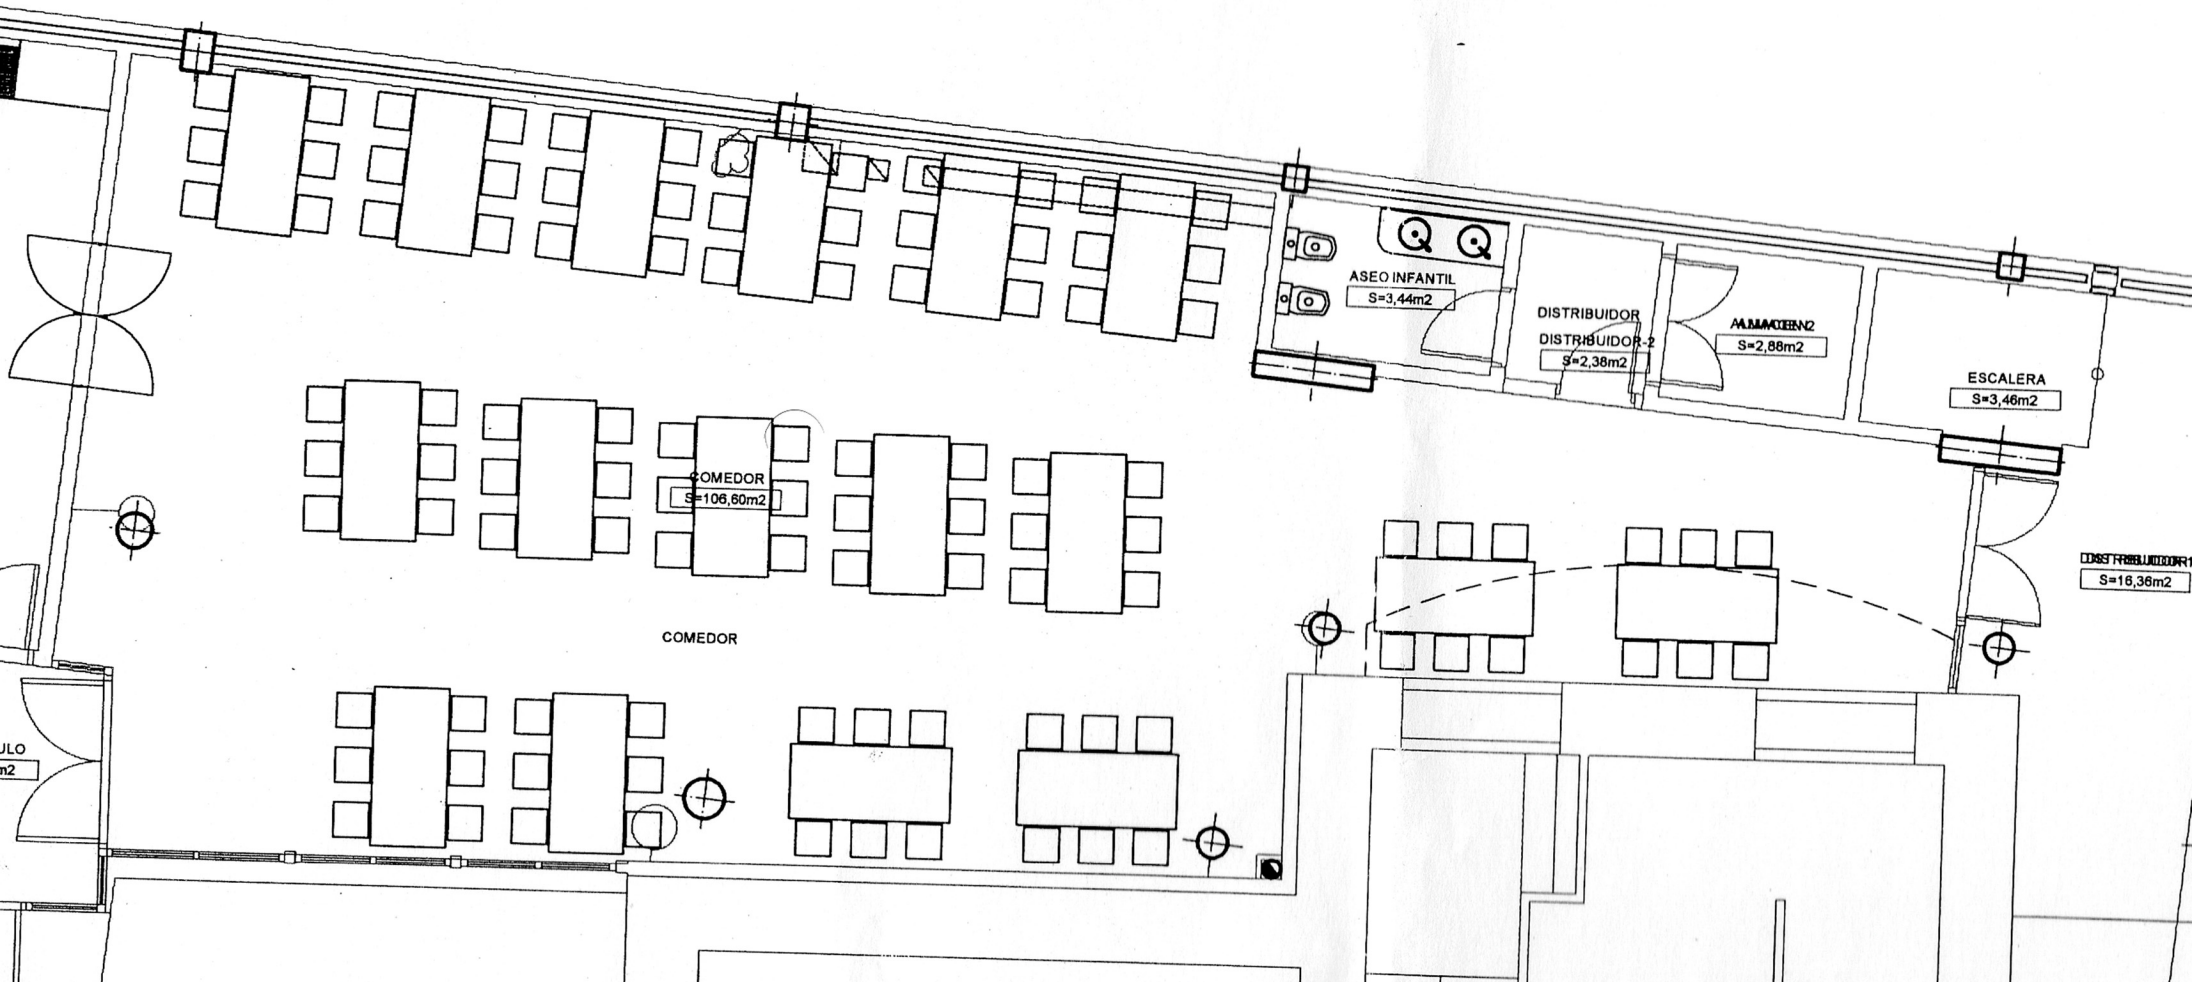 ASEO INFANTIL
S=3,44m2
DISTRIBUIDOR
DISTRIBUIDOR-2
S=2,38m2
S=2,88m2
ESCALERA
S=3,46m2
COMEDOR
S=106,60m2
S=16,36m2
COMEDOR
ULO
m2